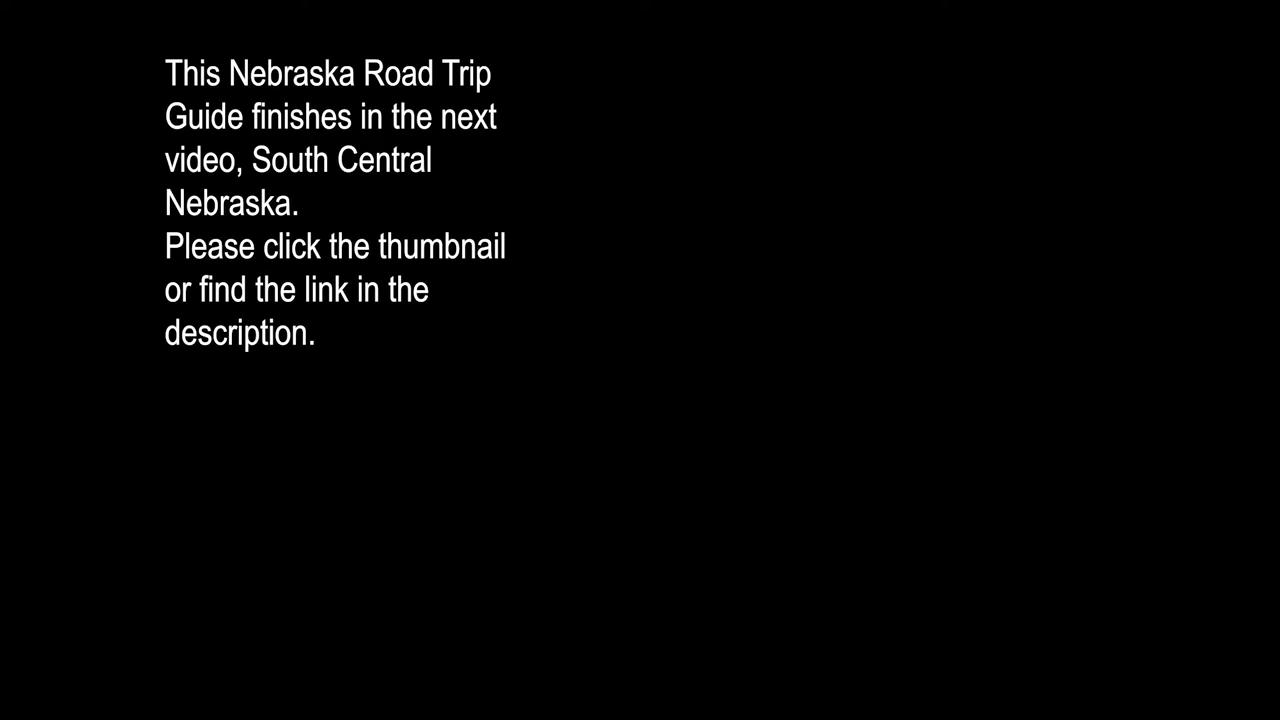 This Nebraska Road Trip
Guide finishes in the next
video, South Central
Nebraska.
Please click the thumbnail
or find the link in the
description.